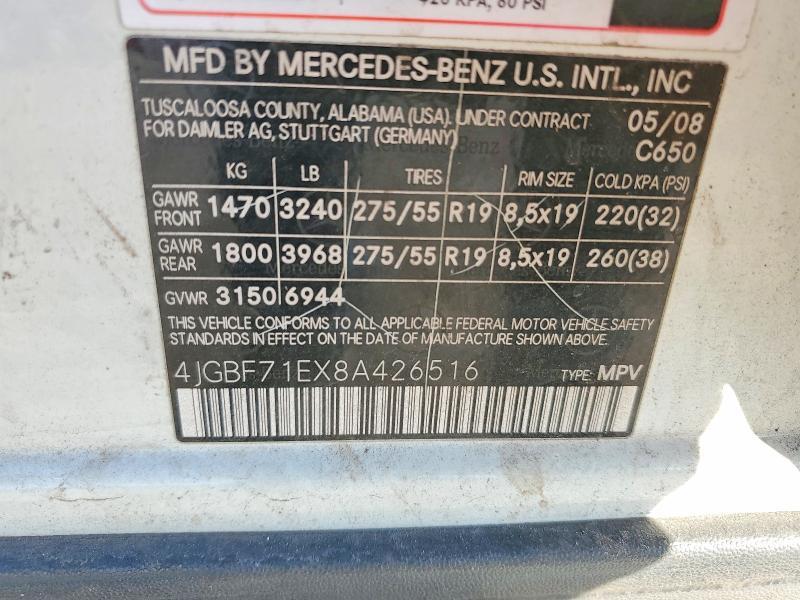 KPA, 60 PSI
MFD BY MERCEDES-BENZ U.S. INTL., INC
TUSCALOOSA COUNTY, ALABAMA (USA). UNDER CONTRACT 05/08
FOR DAIMLER AG, STUTTGART (GERMANY) C650
KG LB TIRES RIM SIZE COLD KPA (PSI)
GAWR FRONT 1470 3240 275/55 R19 8,5x19 220(32)
GAWR REAR 1800 3968 275/55 R19 8,5x19 260(38)
GVWR 3150 6944
THIS VEHICLE CONFORMS TO ALL APPLICABLE FEDERAL MOTOR VEHICLE SAFETY
STANDARDS IN EFFECT ON THE DATE OF MANUFACTURE SHOWN ABOVE.
4JGBF71EX8A426516 TYPE: MPV